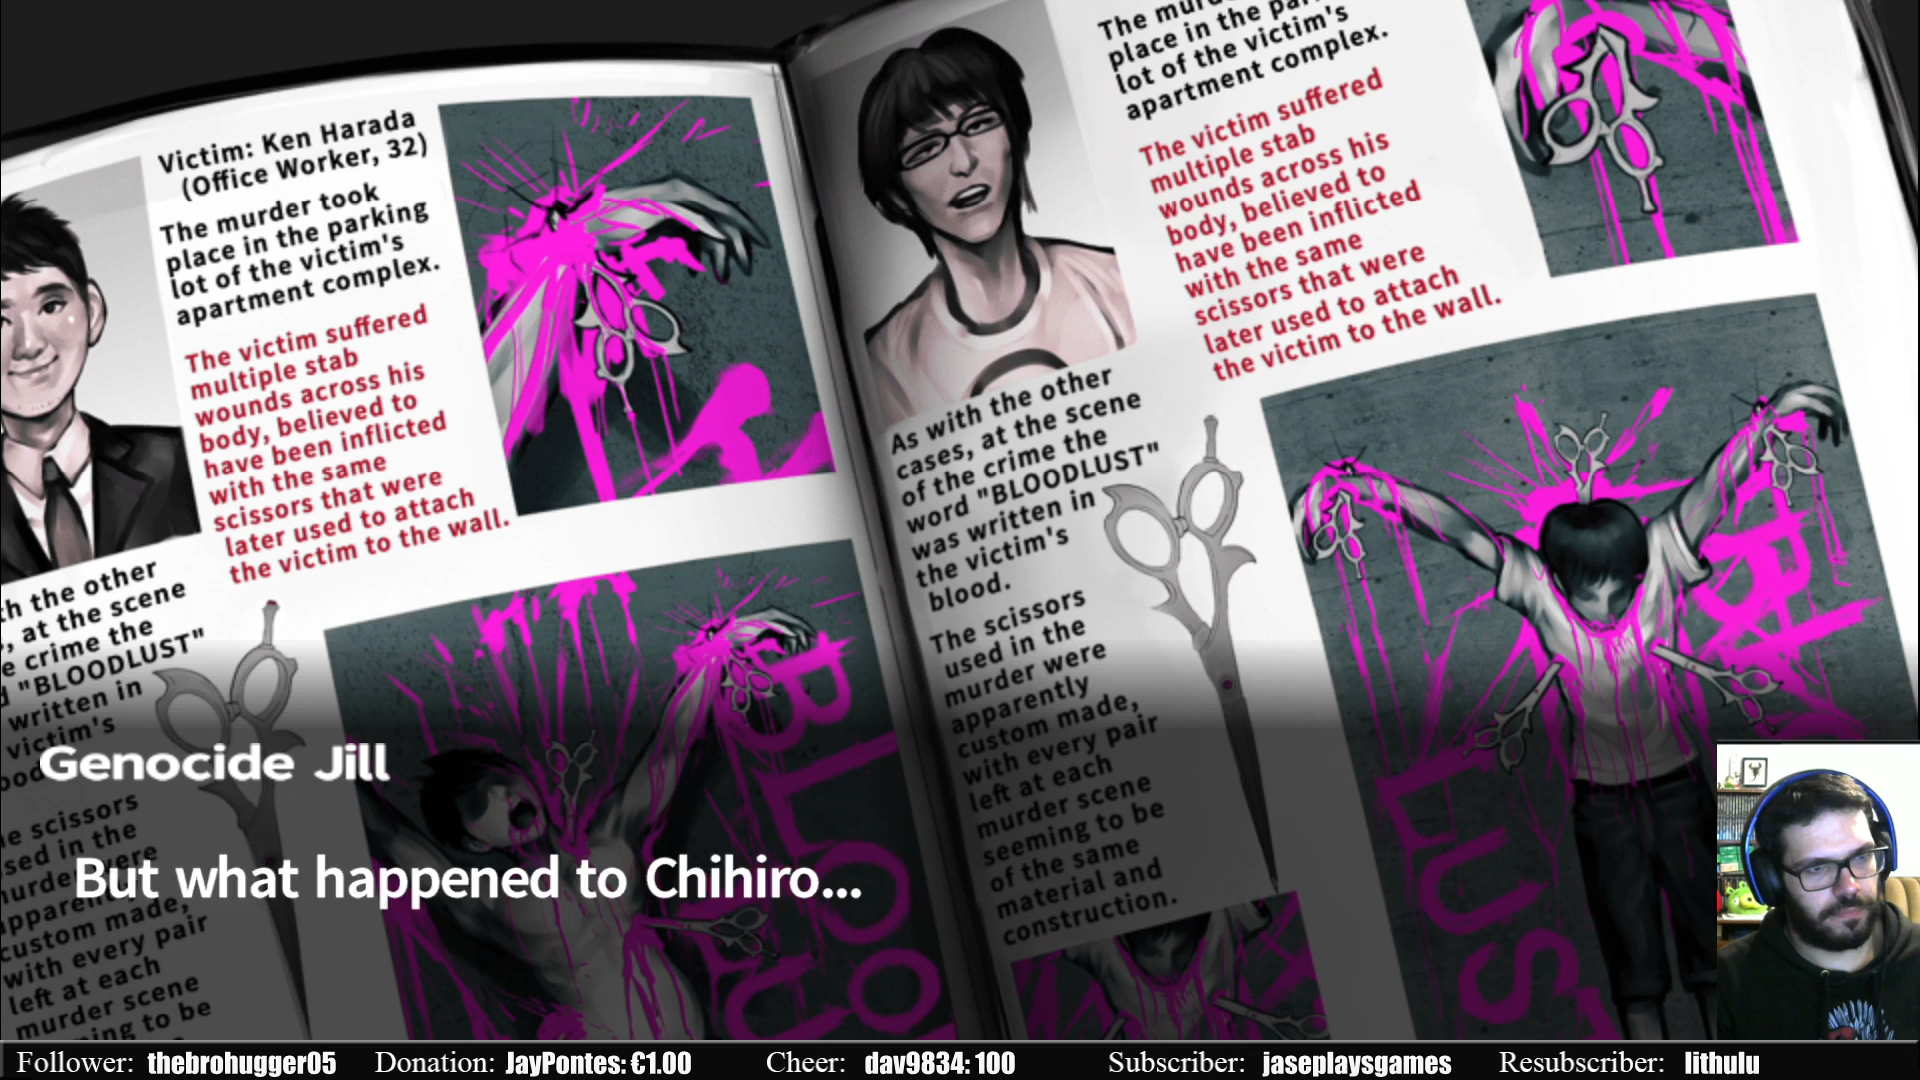 Victim: Ken Harada
(Office Worker, 32)
The murder took
place in the parking
lot of the victim's
apartment complex.
The victim suffered
multiple stab
wounds across his
body, believed to
have been inflicted
with the same
scissors that were
later used to attach
the victim to the wall.
the other
, at the scene
crime the
"BLOODLUST"
written in
victim's
scissors
sed in the
were
custom made,
with every pair
left at each
murder scene
to be
BLOOD
place in the
lot of the victim's
apartment complex.
The victim suffered
multiple stab
wounds across his
body, believed to
have been inflicted
with the same
scissors that were
later used to attach
the victim to the wall.
As with the other
cases, at the scene
of the crime the
word "BLOODLUST"
was written in
the victim's
blood.
The scissors
used in the
murder were
apparently
custom made,
with every pair
left at each
murder scene
seeming to be
of the same
material and
construction.
LUST
Genocide Jill
But what happened to Chihiro...
Follower: thebrohugger05 Donation: JayPontes: €1.00 Cheer: dav9834: 100 Subscriber: jaseplaysgames Resubscriber: lithulu